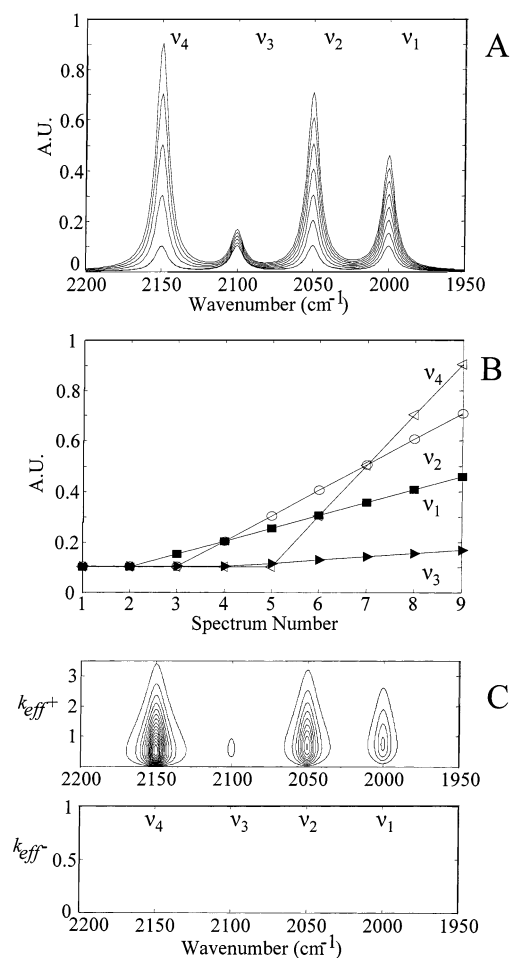 A
ν4 ν3 ν2 ν1
1
0.8
0.6
0.4
0.2
0
A.U.
2200 2150 2100 2050 2000 1950
Wavenumber (cm-1)
B
1
0.8
0.6
0.4
0.2
0
A.U.
ν4
ν2
ν1
ν3
1 2 3 4 5 6 7 8 9
Spectrum Number
C
3
2
1
keff+
2200 2150 2100 2050 2000 1950
1
0.5
0
keff-
ν4 ν3 ν2 ν1
2200 2150 2100 2050 2000 1950
Wavenumber (cm-1)